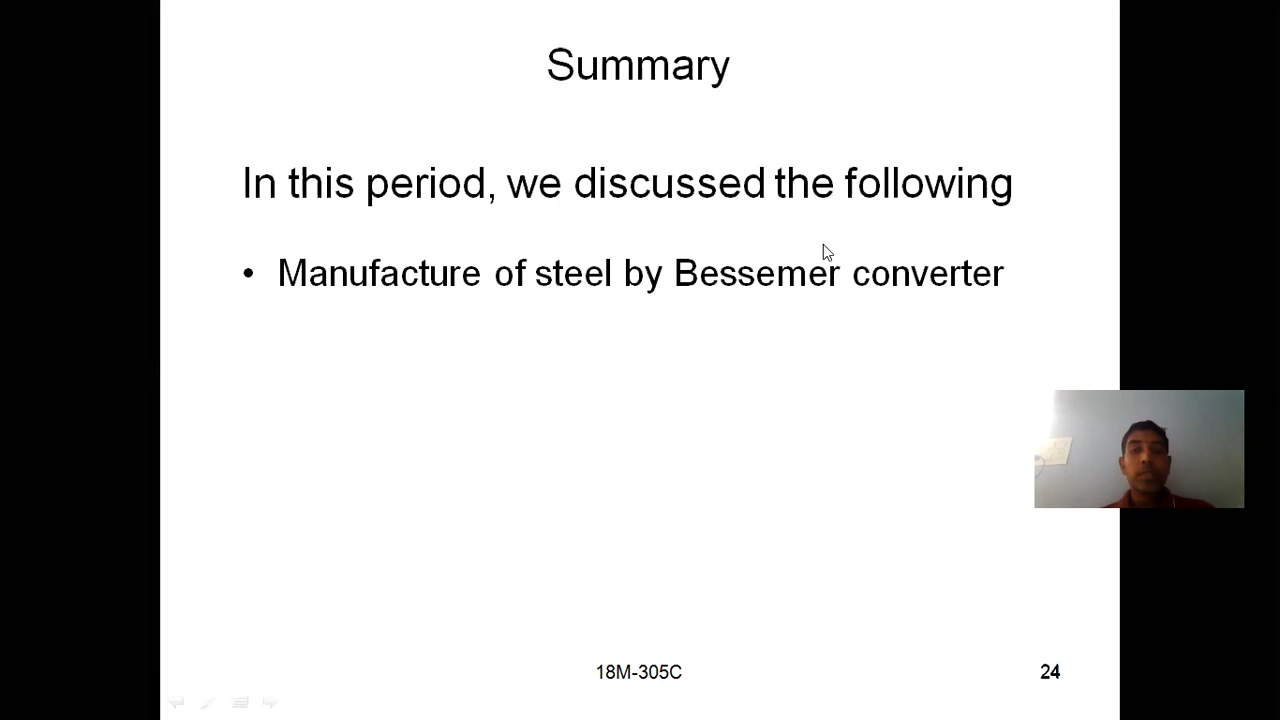 Summary
In this period, we discussed the following
• Manufacture of steel by Bessemer converter
18M-305C
24